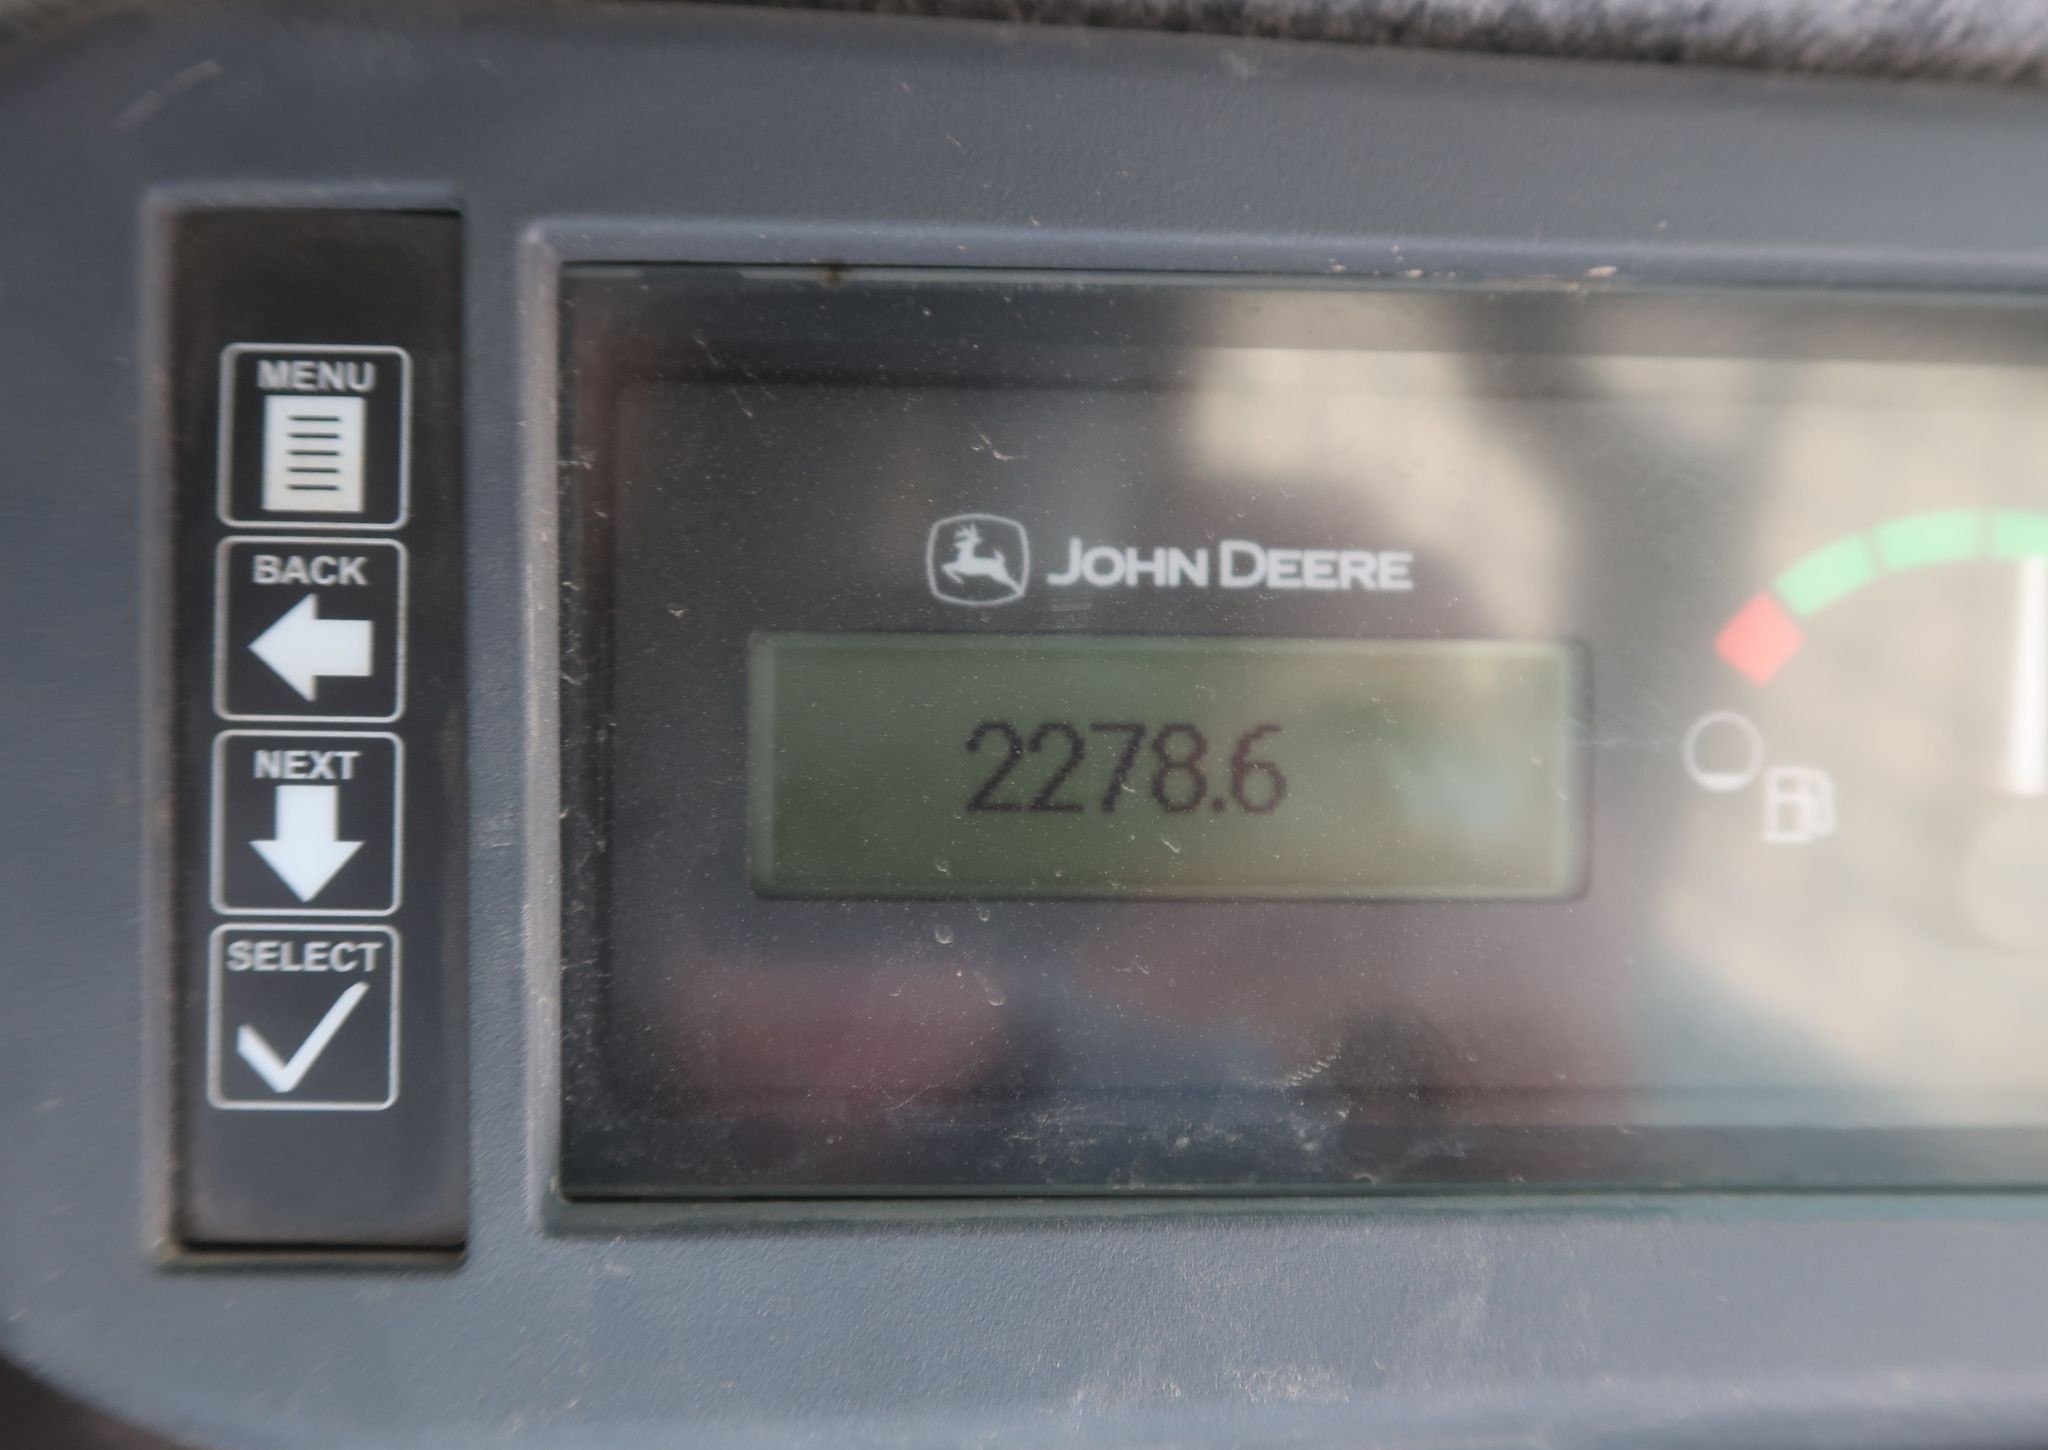 MENU
BACK
NEXT
SELECT
JOHN DEERE
2278.6